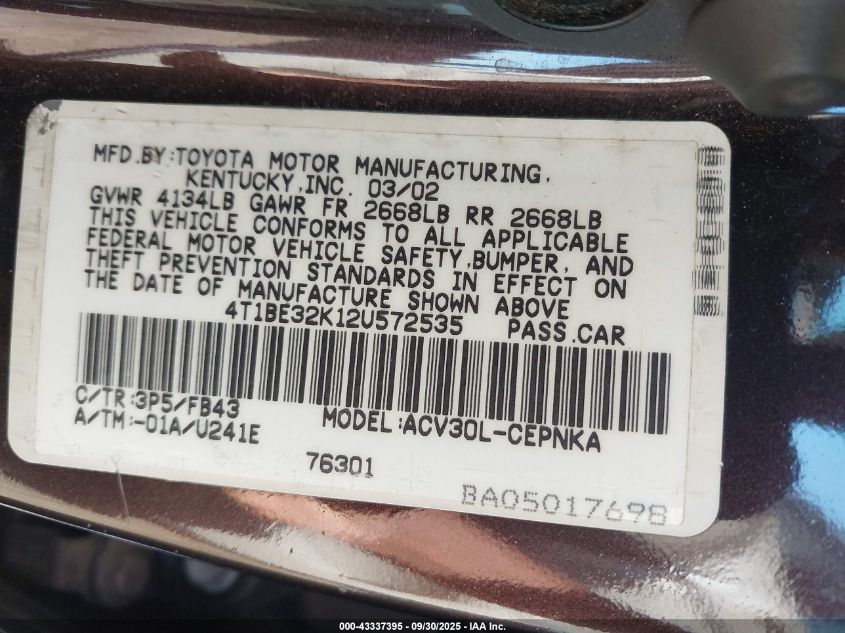 MFD.BY:TOYOTA MOTOR MANUFACTURING,
KENTUCKY,INC. 03/02
GVWR 4134LB GAWR FR 2668LB RR 2668LB
THIS VEHICLE CONFORMS TO ALL APPLICABLE
FEDERAL MOTOR VEHICLE SAFETY,BUMPER, AND
THEFT PREVENTION STANDARDS IN EFFECT ON
THE DATE OF MANUFACTURE SHOWN ABOVE
4T1BE32K12U572535 PASS.CAR
C/TR:3P5/FB43
A/TM:-01A/U241E
MODEL:ACV30L-CEPNKA
76301
BA05017698
000-43337395 - 09/30/2025 - IAA Inc.